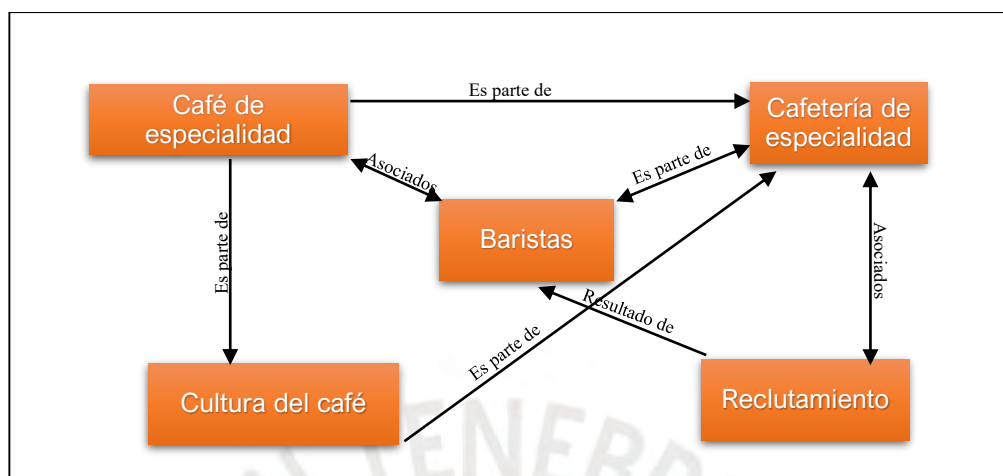 Es parte de
Café de
especialidad
Cafetería de
especialidad
Asociados
Es parte de
Baristas
Es parte de
Asociados
Resultado de
Es parte de
Cultura del café
Reclutamiento
TENEB